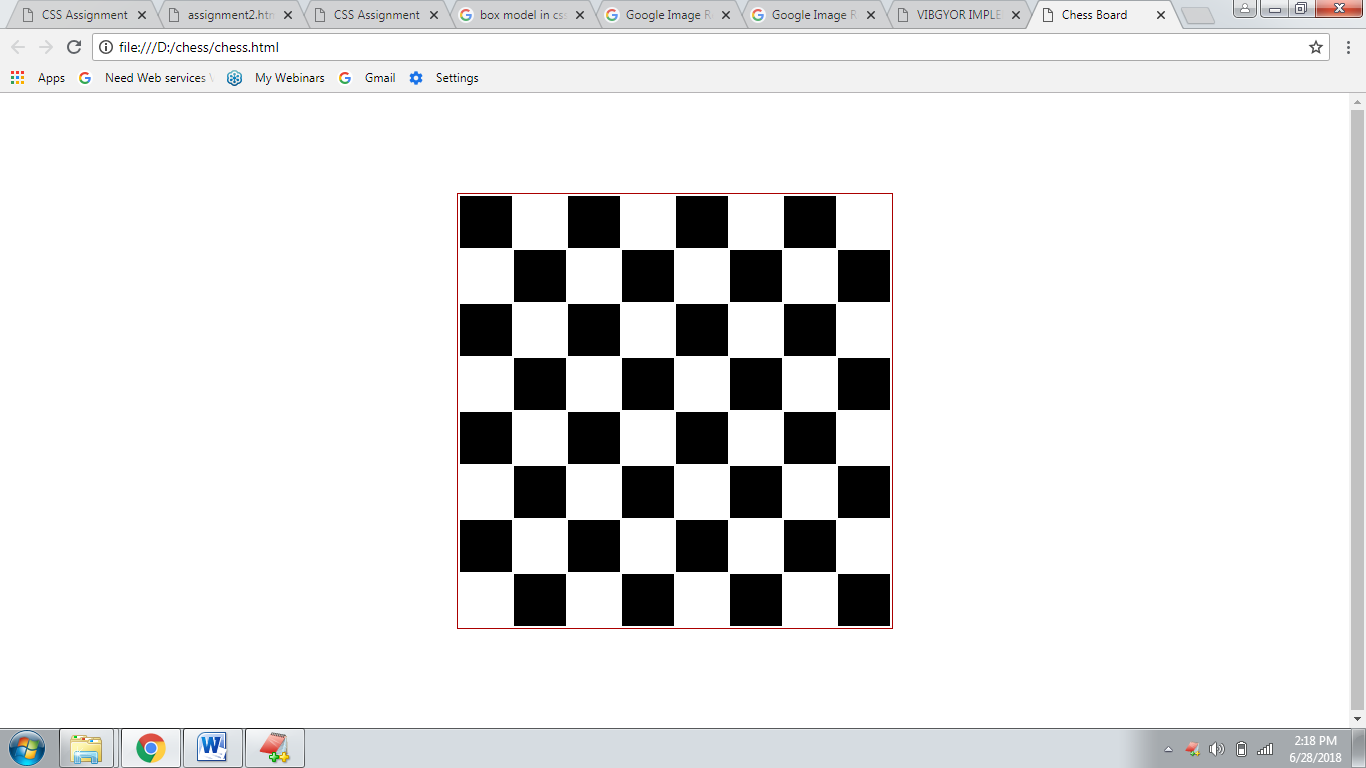 CSS Assignment
assignment2.htm
CSS Assignment
box model in css
Google Image R
Google Image R
VIBGYOR IMPLE
Chess Board
file:///D:/chess/chess.html
Apps
Need Web services
My Webinars
Gmail
Settings
2:18 PM
6/28/2018